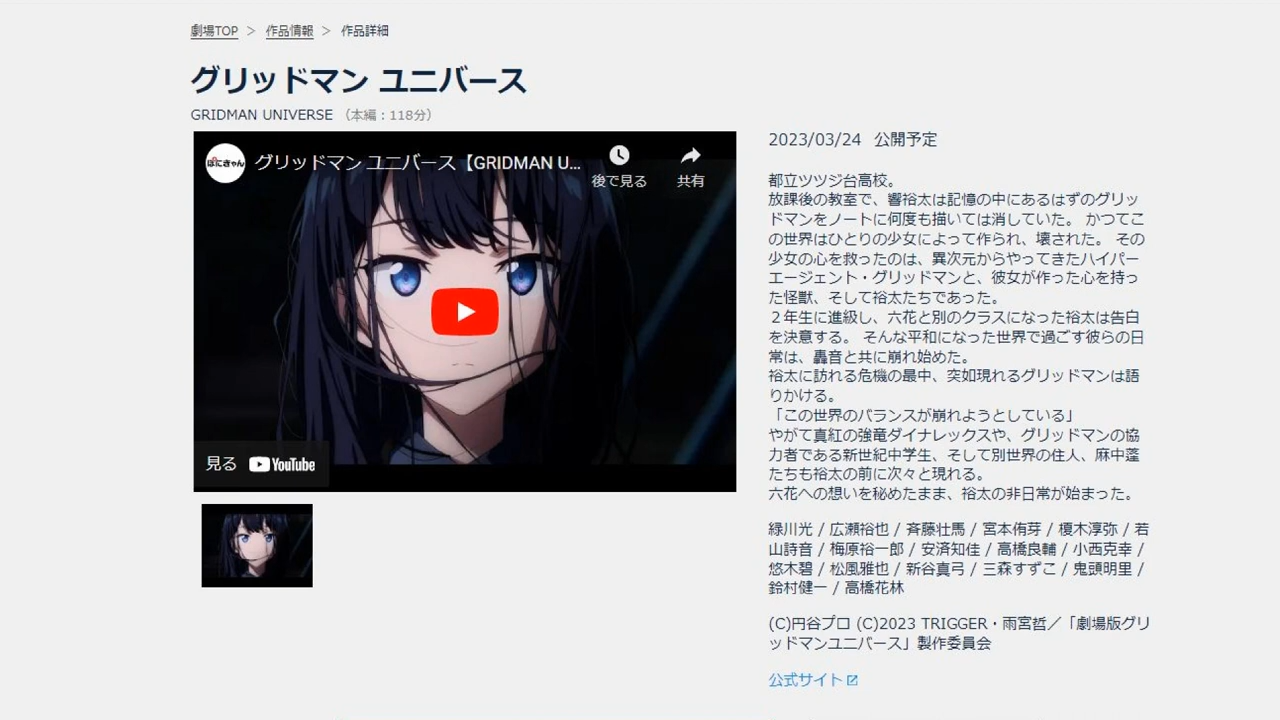 劇場TOP > 作品情報 > 作品詳細
グリッドマン ユニバース
GRIDMAN UNIVERSE (本編:118分)
ぽにきゃん
グリッドマン ユニバース【GRIDMAN U...
後で見る
共有
見る YouTube
2023/03/24 公開予定
都立ツツジ台高校。
放課後の教室で、響裕太は記憶の中にあるはずのグリッ
ドマンをノートに何度も描いては消していた。 かつてこ
の世界はひとりの少女によって作られ、壊された。 その
少女の心を救ったのは、異次元からやってきたハイパー
エージェント・グリッドマンと、彼女が作った心を持っ
た怪獣、そして裕太たちであった。
2年生に進級し、六花と別のクラスになった裕太は告白
を決意する。 そんな平和になった世界で過ごす彼らの日
常は、轟音と共に崩れ始めた。
裕太に訪れる危機の最中、突如現れるグリッドマンは語
りかける。
「この世界のバランスが崩れようとしている」
やがて真紅の強竜ダイナレックスや、グリッドマンの協
力者である新世紀中学生、そして別世界の住人、麻中蓬
たちも裕太の前に次々と現れる。
六花への想いを秘めたまま、裕太の非日常が始まった。
緑川光 / 広瀬裕也 / 斉藤壮馬 / 宮本侑芽 / 榎木淳弥 / 若
山詩音 / 梅原裕一郎 / 安済知佳 / 高橋良輔 / 小西克幸 /
悠木碧 / 松風雅也 / 新谷真弓 / 三森すずこ / 鬼頭明里 /
鈴村健一 / 高橋花林
(C)円谷プロ (C)2023 TRIGGER・雨宮哲/「劇場版グリ
ッドマンユニバース」製作委員会
公式サイト